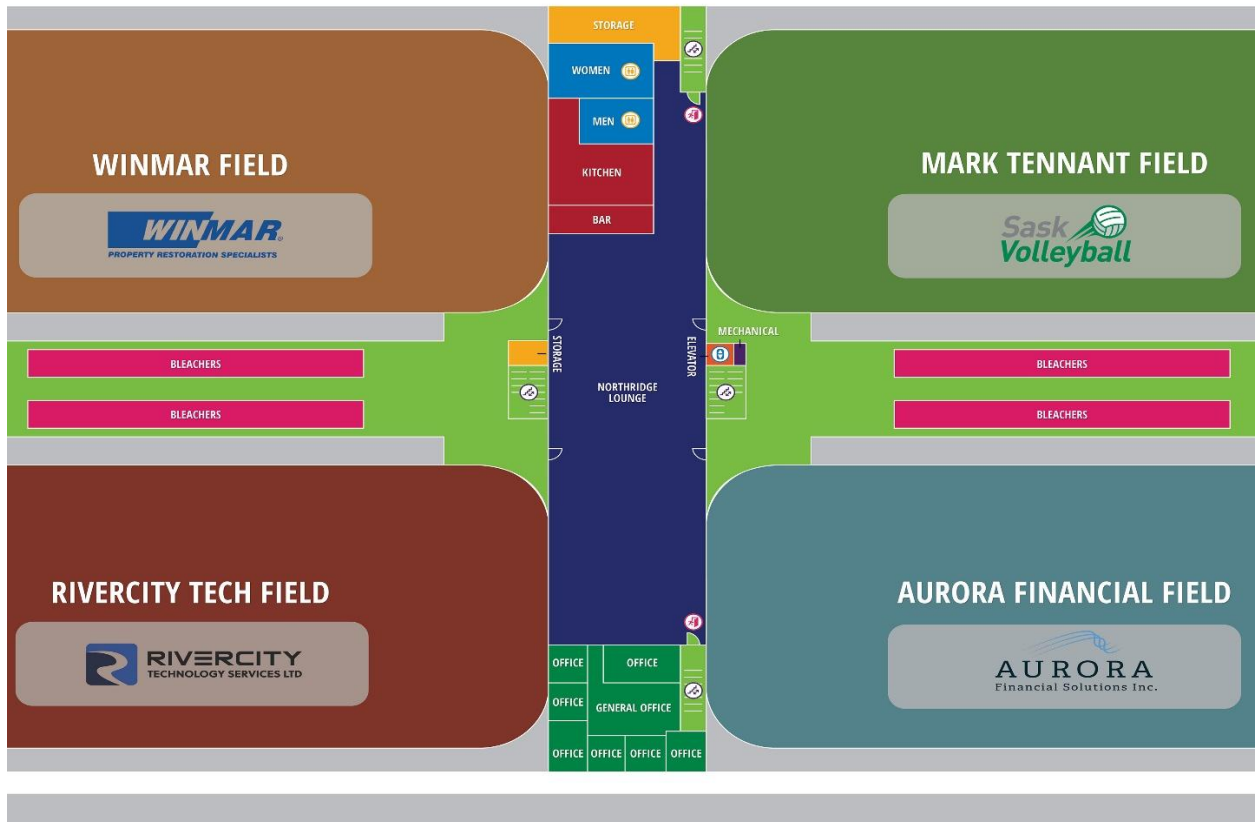 STORAGE
WOMEN
MEN
KITCHEN
BAR
WINMAR FIELD
WINMAR®
PROPERTY RESTORATION SPECIALISTS
MARK TENNANT FIELD
Sask
Volleyball
BLEACHERS
BLEACHERS
STORAGE
NORTHRIDGE
LOUNGE
ELEVATOR
MECHANICAL
BLEACHERS
BLEACHERS
RIVERCITY TECH FIELD
RIVERCITY
TECHNOLOGY SERVICES LTD
AURORA FINANCIAL FIELD
AURORA
Financial Solutions Inc.
OFFICE
OFFICE
OFFICE
GENERAL OFFICE
OFFICE
OFFICE
OFFICE
OFFICE